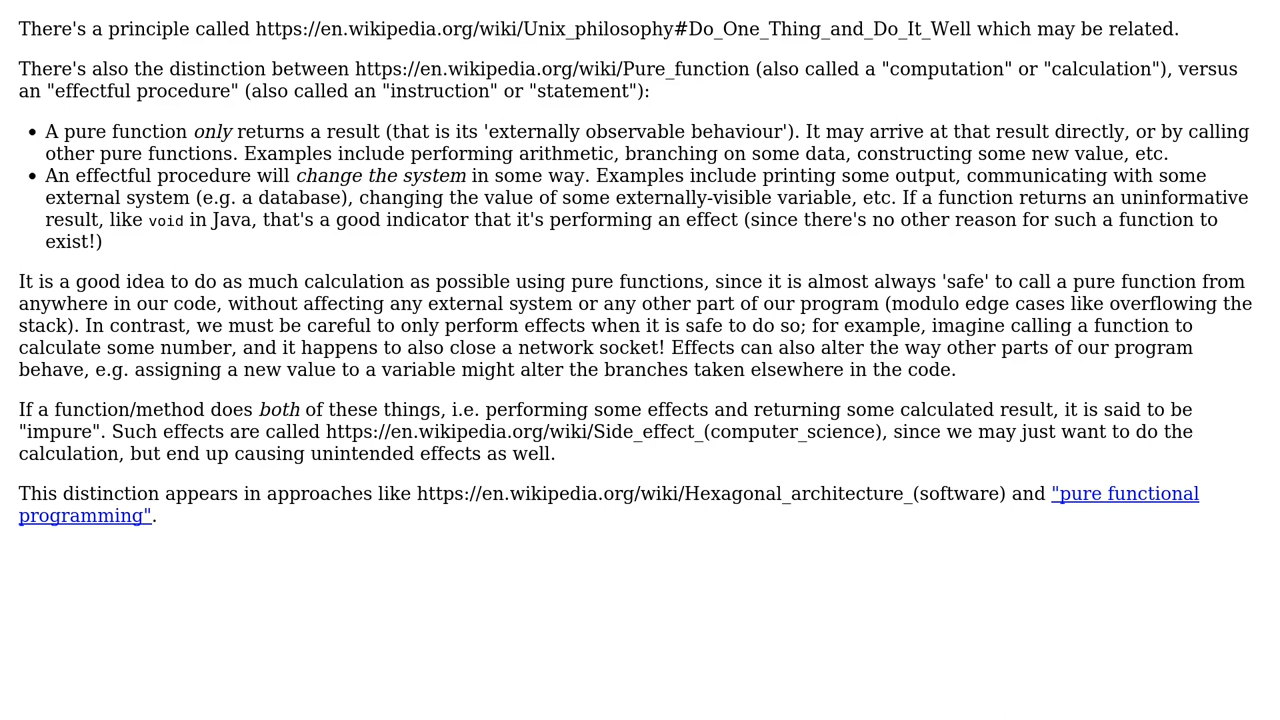 There's a principle called https://en.wikipedia.org/wiki/Unix_philosophy#Do_One_Thing_and_Do_It_Well which may be related.
There's also the distinction between https://en.wikipedia.org/wiki/Pure_function (also called a "computation" or "calculation"), versus
an "effectful procedure" (also called an "instruction" or "statement"):
• A pure function only returns a result (that is its 'externally observable behaviour'). It may arrive at that result directly, or by calling
other pure functions. Examples include performing arithmetic, branching on some data, constructing some new value, etc.
• An effectful procedure will change the system in some way. Examples include printing some output, communicating with some
external system (e.g. a database), changing the value of some externally-visible variable, etc. If a function returns an uninformative
result, like void in Java, that's a good indicator that it's performing an effect (since there's no other reason for such a function to
exist!)
It is a good idea to do as much calculation as possible using pure functions, since it is almost always 'safe' to call a pure function from
anywhere in our code, without affecting any external system or any other part of our program (modulo edge cases like overflowing the
stack). In contrast, we must be careful to only perform effects when it is safe to do so; for example, imagine calling a function to
calculate some number, and it happens to also close a network socket! Effects can also alter the way other parts of our program
behave, e.g. assigning a new value to a variable might alter the branches taken elsewhere in the code.
If a function/method does both of these things, i.e. performing some effects and returning some calculated result, it is said to be
"impure". Such effects are called https://en.wikipedia.org/wiki/Side_effect_(computer_science), since we may just want to do the
calculation, but end up causing unintended effects as well.
This distinction appears in approaches like https://en.wikipedia.org/wiki/Hexagonal_architecture_(software) and "pure functional
programming".